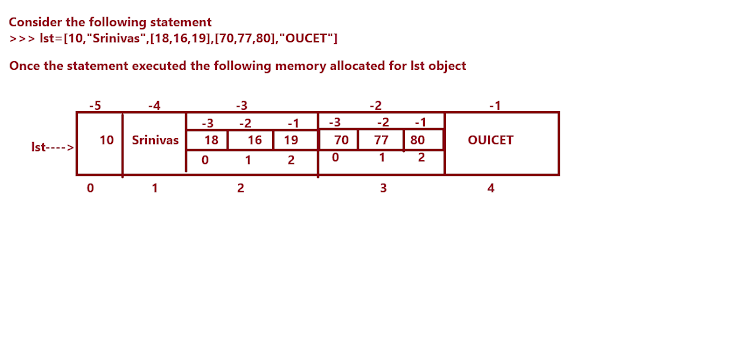 Consider the following statement
>>> lst=[10,"Srinivas",[18,16,19],[70,77,80],"OUCET"]
Once the statement executed the following memory allocated for lst object
-5 -4 -3 -2 -1
-3 -2 -1 -3 -2 -1
lst----> 10 Srinivas 18 16 19 70 77 80 OUICET
0 1 2 0 1 2
0 1 2 3 4